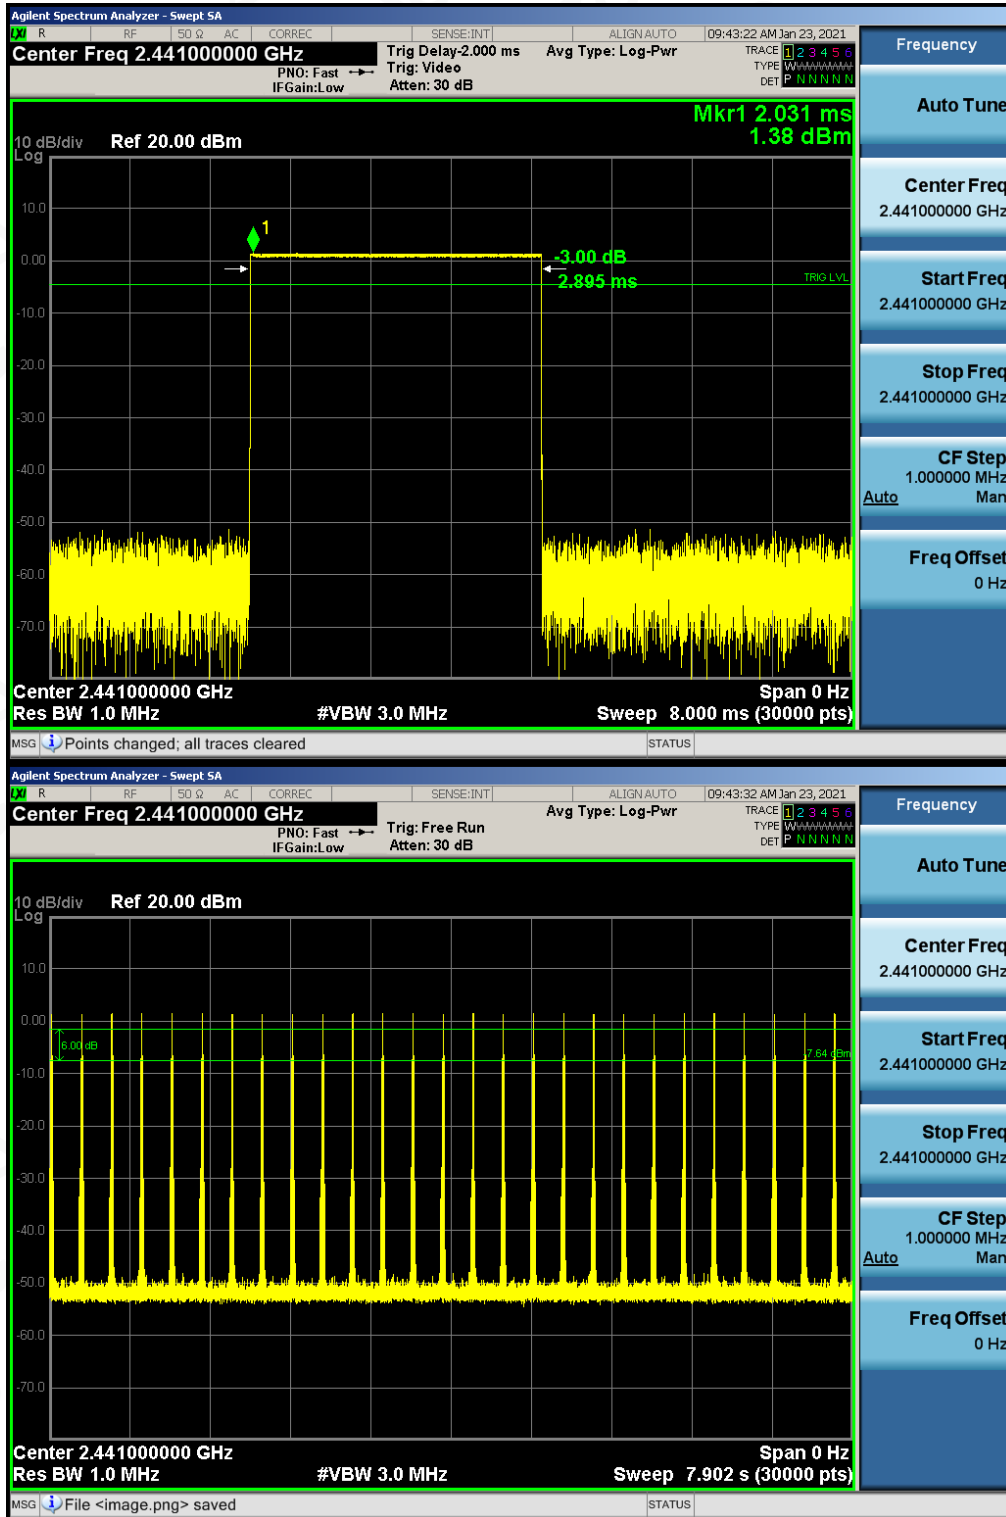 Agilent Spectrum Analyzer - Swept SA
LXI R RF 50 Ω AC CORREC SENSE:INT ALIGN AUTO 09:43:22 AM Jan 23, 2021
Center Freq 2.441000000 GHz
PNO: Fast
IFGain:Low
Trig Delay-2.000 ms
Trig: Video
Atten: 30 dB
Avg Type: Log-Pwr
TRACE 1 2 3 4 5 6
TYPE W
DET P N N N N N
Mkr1 2.031 ms
1.38 dBm
10 dB/div Ref 20.00 dBm
Log
10.0
0.00
-10.0
-20.0
-30.0
-40.0
-50.0
-60.0
-70.0
1
-3.00 dB
2.895 ms
TRIG LVL
Center 2.441000000 GHz Span 0 Hz
Res BW 1.0 MHz #VBW 3.0 MHz Sweep 8.000 ms (30000 pts)
MSG Points changed; all traces cleared STATUS
Frequency
Auto Tune
Center Freq
2.441000000 GHz
Start Freq
2.441000000 GHz
Stop Freq
2.441000000 GHz
CF Step
1.000000 MHz
Auto Man
Freq Offset
0 Hz
Agilent Spectrum Analyzer - Swept SA
LXI R RF 50 Ω AC CORREC SENSE:INT ALIGN AUTO 09:43:32 AM Jan 23, 2021
Center Freq 2.441000000 GHz
PNO: Fast
IFGain:Low
Trig: Free Run
Atten: 30 dB
Avg Type: Log-Pwr
TRACE 1 2 3 4 5 6
TYPE W
DET P N N N N N
10 dB/div Ref 20.00 dBm
Log
10.0
0.00
-10.0
-20.0
-30.0
-40.0
-50.0
-60.0
-70.0
6.00 dB
-7.64 dBm
Center 2.441000000 GHz Span 0 Hz
Res BW 1.0 MHz #VBW 3.0 MHz Sweep 7.902 s (30000 pts)
MSG File <image.png> saved STATUS
Frequency
Auto Tune
Center Freq
2.441000000 GHz
Start Freq
2.441000000 GHz
Stop Freq
2.441000000 GHz
CF Step
1.000000 MHz
Auto Man
Freq Offset
0 Hz